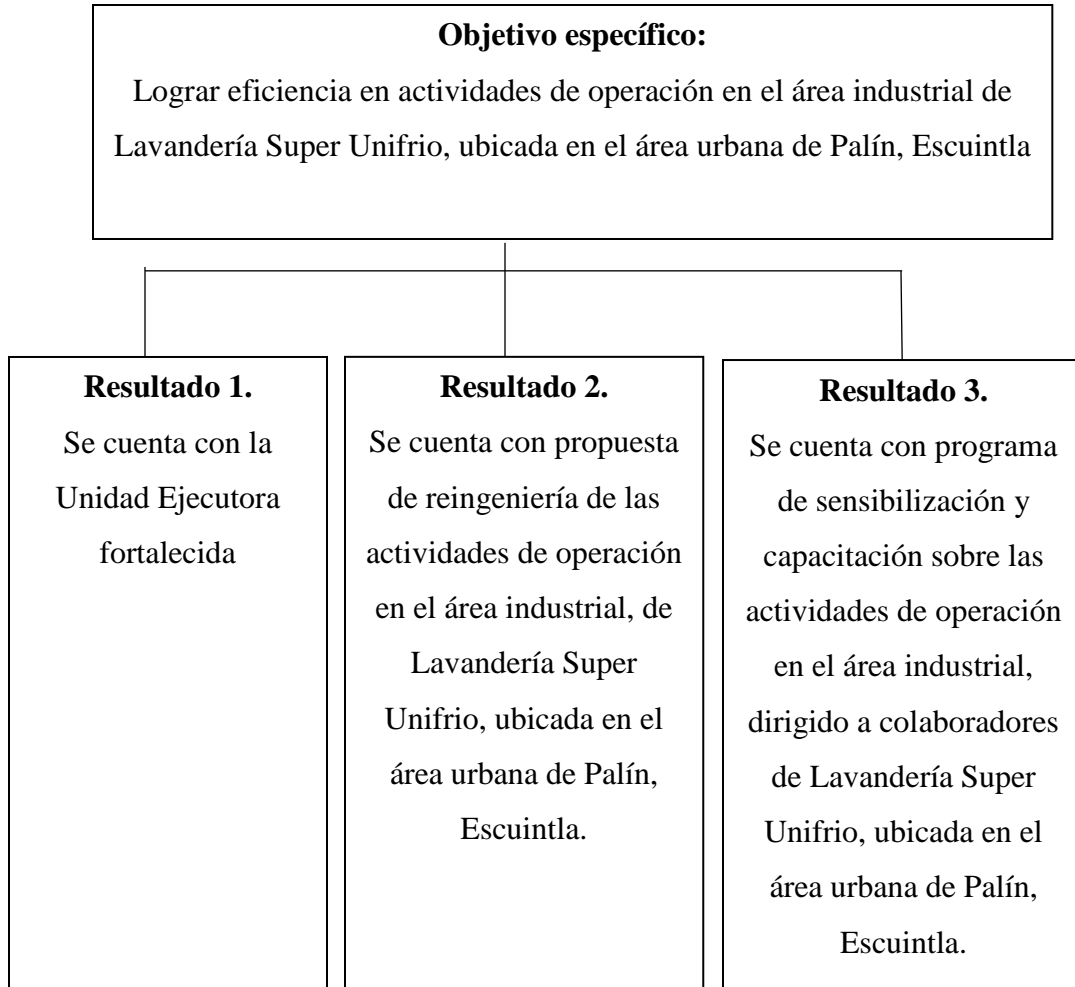 Objetivo específico:
Lograr eficiencia en actividades de operación en el área industrial de
Lavandería Super Unifrio, ubicada en el área urbana de Palín, Escuintla
Resultado 1.
Se cuenta con la
Unidad Ejecutora
fortalecida
Resultado 2.
Se cuenta con propuesta
de reingeniería de las
actividades de operación
en el área industrial, de
Lavandería Super
Unifrio, ubicada en el
área urbana de Palín,
Escuintla.
Resultado 3.
Se cuenta con programa
de sensibilización y
capacitación sobre las
actividades de operación
en el área industrial,
dirigido a colaboradores
de Lavandería Super
Unifrio, ubicada en el
área urbana de Palín,
Escuintla.